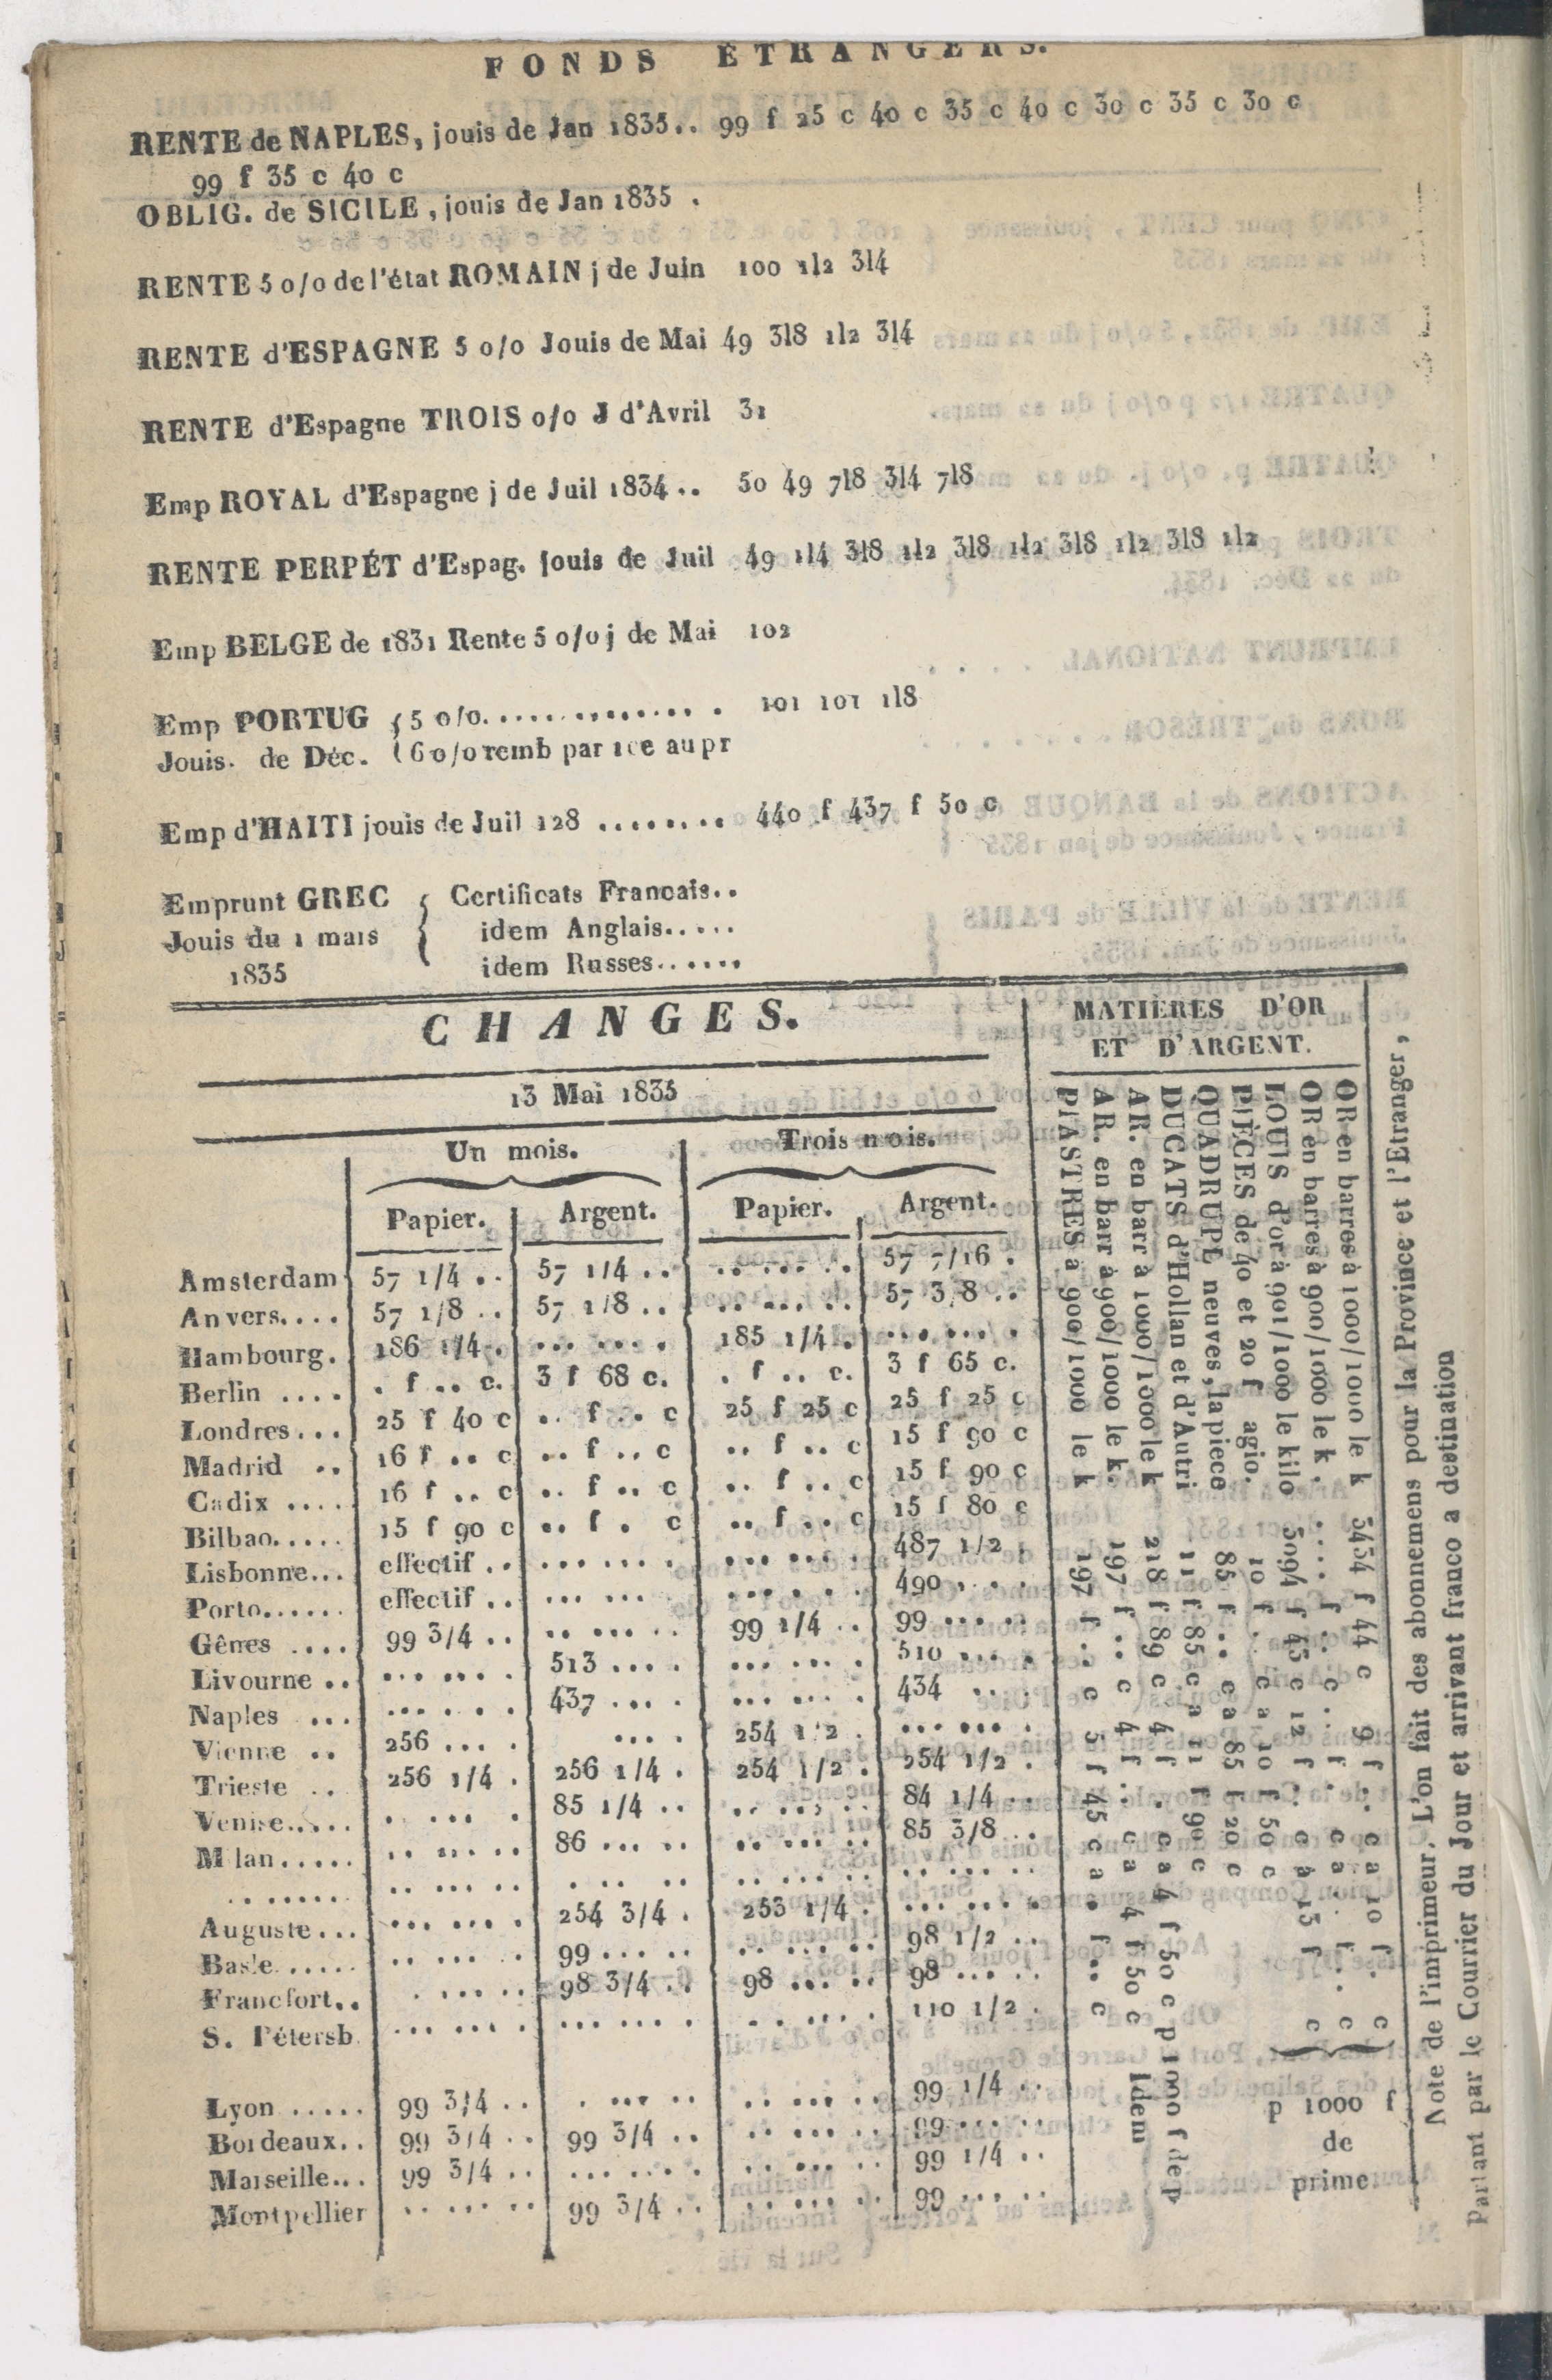 FONDS ÉTRANGERS.
RENTE de NAPLES, jouis de Jan 1835.. 99 f 25 c 40 c 35 c 40 c 30 c 35 c 30 c
99 f 35 c 40 c
OBLIG. de SICILE, jouis de Jan 1835 .
RENTE 5 o/o de l'état ROMAIN j de Juin 100 1l2 3l4
RENTE d'ESPAGNE 5 o/o Jouis de Mai 49 3l8 1l2 3l4
RENTE d'Espagne TROIS o/o J d'Avril 31
Emp ROYAL d'Espagne j de Juil 1834.. 50 49 7l8 3l4 7l8
RENTE PERPÉT d'Espag. jouis de Juil 49 1l4 3l8 1l2 3l8 1l2 3l8 1l2 3l8 1l2
Emp BELGE de 1831 Rente 5 o/o j de Mai 102
Emp PORTUG { 5 o/o.............. . 101 101 1l8
Jouis. de Déc. ( 6 o/o remb par 1ce au pr
Emp d'HAITI jouis de Juil 128 ........ 440 f 437 f 50 c
Emprunt GREC { Certificats Francais..
Jouis du 1 mars idem Anglais.....
1835 idem Russes......
CHANGES.
13 Mai 1835
Un mois. Trois mois.
Papier. Argent. Papier. Argent.
Amsterdam 57 1/4 .. 57 1/4 .. .. ... .. 57 7/16 .
Anvers.... 57 1/8 .. 57 1/8 .. .. ... .. 57 3/8 ..
Hambourg. 186 1/4 . ... ... . 185 1/4 . ... ... .
Berlin .... . f .. c. 3 f 68 c. . f .. c. 3 f 65 c.
Londres... 25 f 40 c .. f .. c 25 f 25 c 25 f 25 c
Madrid .. 16 f .. c .. f .. c .. f .. c 15 f 90 c
Cadix .... 16 f .. c .. f .. c .. f .. c 15 f 90 c
Bilbao..... 15 f 90 c .. f . c .. f .. c 15 f 80 c
Lisbonne... effectif .. ... ... . ... ... . 487 1/2 .
Porto...... effectif .. ... ... . ... ... 490 . ...
Gênes .... 99 3/4 .. .. ... .. 99 1/4 .. 99 ... ..
Livourne .. ... ... . 513 ... . ... ... . 510 ... .
Naples ... ... ... . 437 ... . ... ... . 434 ...
Vienne .. 256 ... . ... . 254 1/2 . ... ... .
Trieste .. 256 1/4 . 256 1/4 . 254 1/2 . 254 1/2 .
Venise..... . ... . 85 1/4 .. .. ... .. 84 1/4 ..
Milan..... .. ... .. 86 ... .. .. ... .. 85 3/8 ..
. ...... .. ... .. . .. .. .. ... .. .. ... ..
Auguste... ... ... . 254 3/4 . 253 1/4 . ... ... .
Basle ..... .. ... .. 99 ... .. .. ... .. 98 1/2 ..
Francfort.. . ... .. 98 3/4 .. 98 ... .. 98 ... ..
S. Pétersb. ... ... . ... ... . .. ... . 110 1/2 .
Lyon ..... 99 3/4 .. . ... .. .. ... .. 99 1/4 ..
Bordeaux.. 99 3/4 .. 99 3/4 .. .. ... .. 99 ... ..
Marseille... 99 3/4 .. ... ... . .. ... .. 99 1/4 ..
Montpellier .. ... .. 99 3/4 .. .. ... .. 99 ... ..
MATIÈRES D'OR
ET D'ARGENT.
OR en barres à 1000/1000 le k 3434 f 44 c 9 f . c a 10 f . c
OR en barres à 900/1000 le k . .... f .. c . f . c a . f . c
LOUIS d'or à 901/1000 le kilo 3094 f 43 c 12 f . c à 13 f c
PIÈCES de 40 et 20 f agio. 10 f . c a 10 f 50 c
QUADRUPL neuves, la piece 85 f .. c a 85 f 20 c
DUCATS d'Hollan et d'Autri 11 f 85 c a 11 f 90 c
AR. en barr à 1000/1000 le k 218 f 89 c 4 f . c a 4 f 50 c p 1000 f de p
AR. en barr à 900/1000 le k. 197 f .. c 4 f . c a 4 f 50 c Idem
PIASTRES a 900/1000 le k 197 f .. c 5 f 45 c a . f .. c
p 1000 f
de
prime.
Note de l'imprimeur. L'on fait des abonnemens pour la Province et l'Etranger,
Partant par le Courrier du Jour et arrivant franco a destination